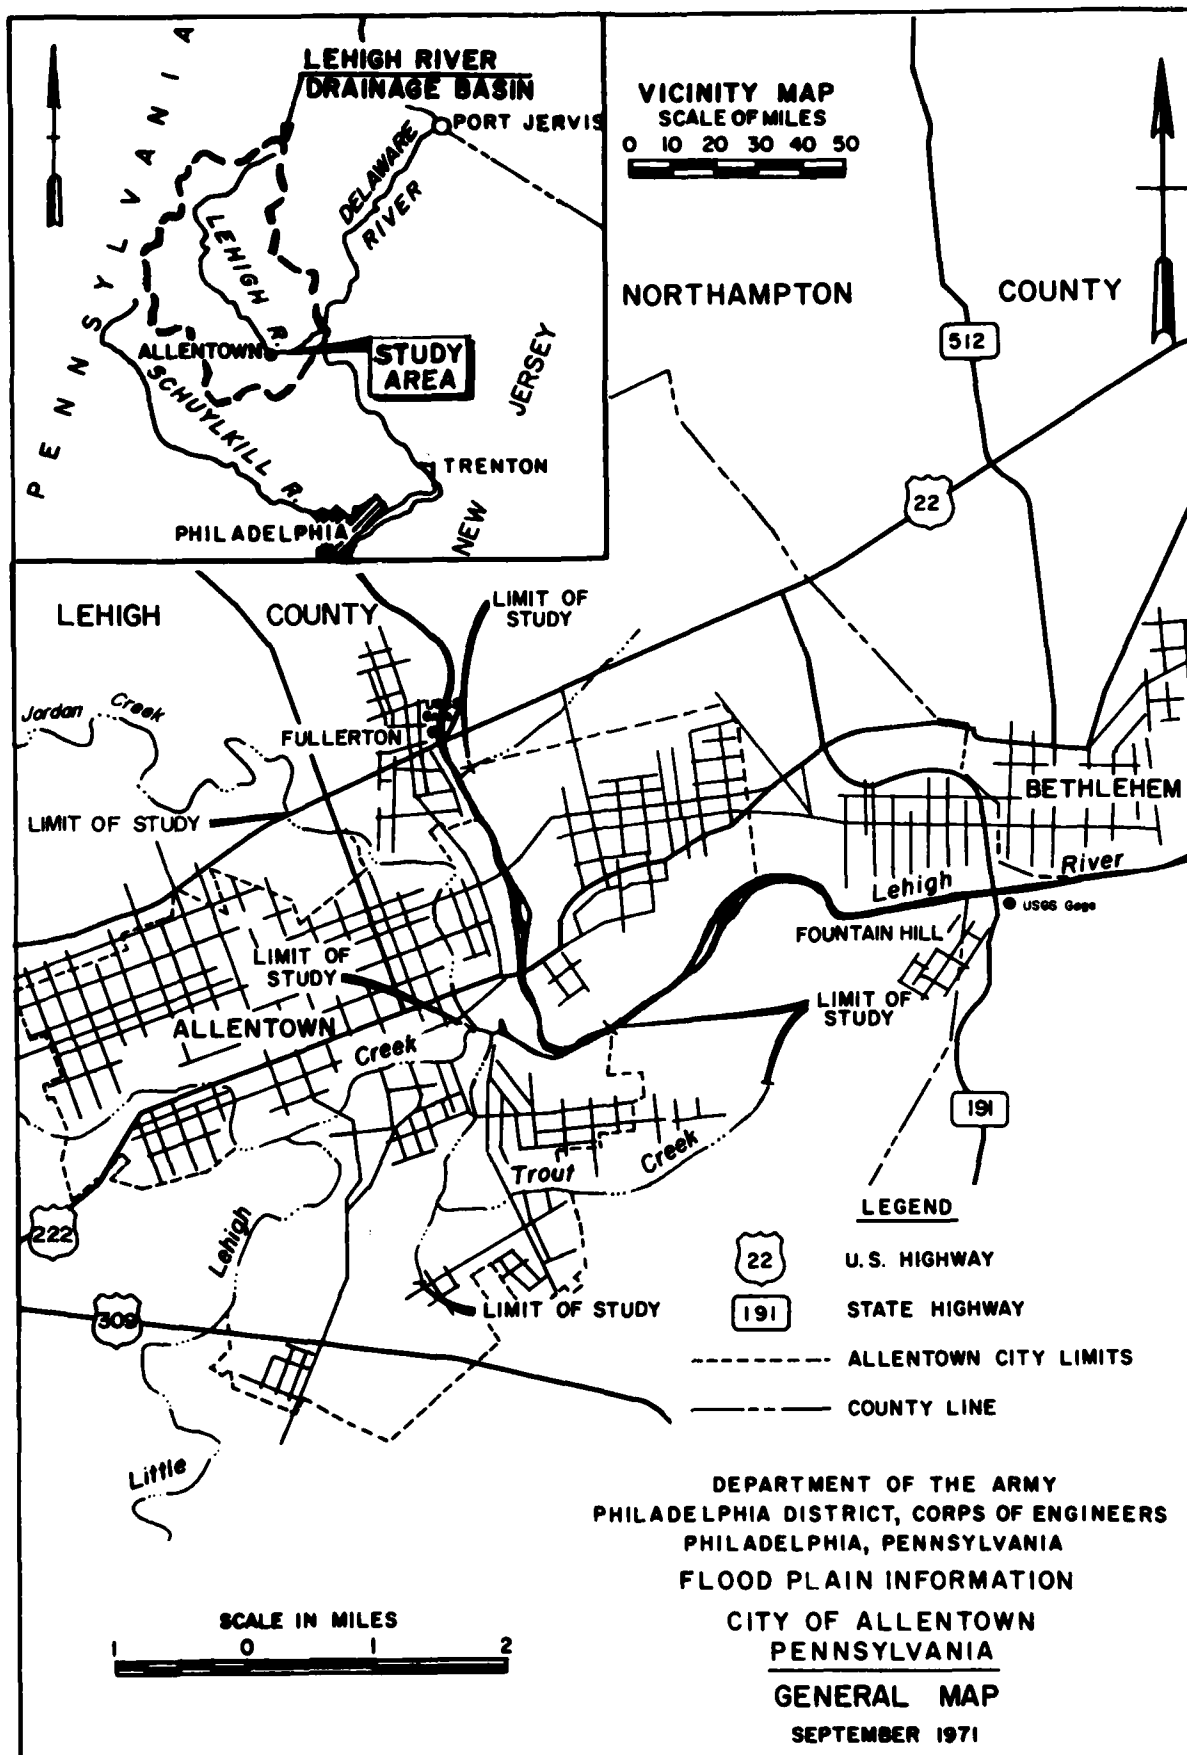 LEHIGH RIVER
DRAINAGE BASIN
PORT JERVIS
DELAWARE
RIVER
PENNSYLVANIA
LEHIGH R.
ALLENTOWN
STUDY
AREA
SCHUYLKILL R.
NEW JERSEY
TRENTON
PHILADELPHIA
VICINITY MAP
SCALE OF MILES
0 10 20 30 40 50
NORTHAMPTON COUNTY
512
22
LEHIGH COUNTY
LIMIT OF
STUDY
Jordan Creek
USGS
Gage
FULLERTON
LIMIT OF STUDY
BETHLEHEM
Lehigh River
USGS Gage
FOUNTAIN HILL
LIMIT OF
STUDY
LIMIT OF
STUDY
ALLENTOWN
Creek
191
Trout Creek
222
Lehigh
309
LIMIT OF STUDY
Little
LEGEND
22 U.S. HIGHWAY
191 STATE HIGHWAY
ALLENTOWN CITY LIMITS
COUNTY LINE
DEPARTMENT OF THE ARMY
PHILADELPHIA DISTRICT, CORPS OF ENGINEERS
PHILADELPHIA, PENNSYLVANIA
FLOOD PLAIN INFORMATION
CITY OF ALLENTOWN
PENNSYLVANIA
GENERAL MAP
SEPTEMBER 1971
SCALE IN MILES
1 0 1 2